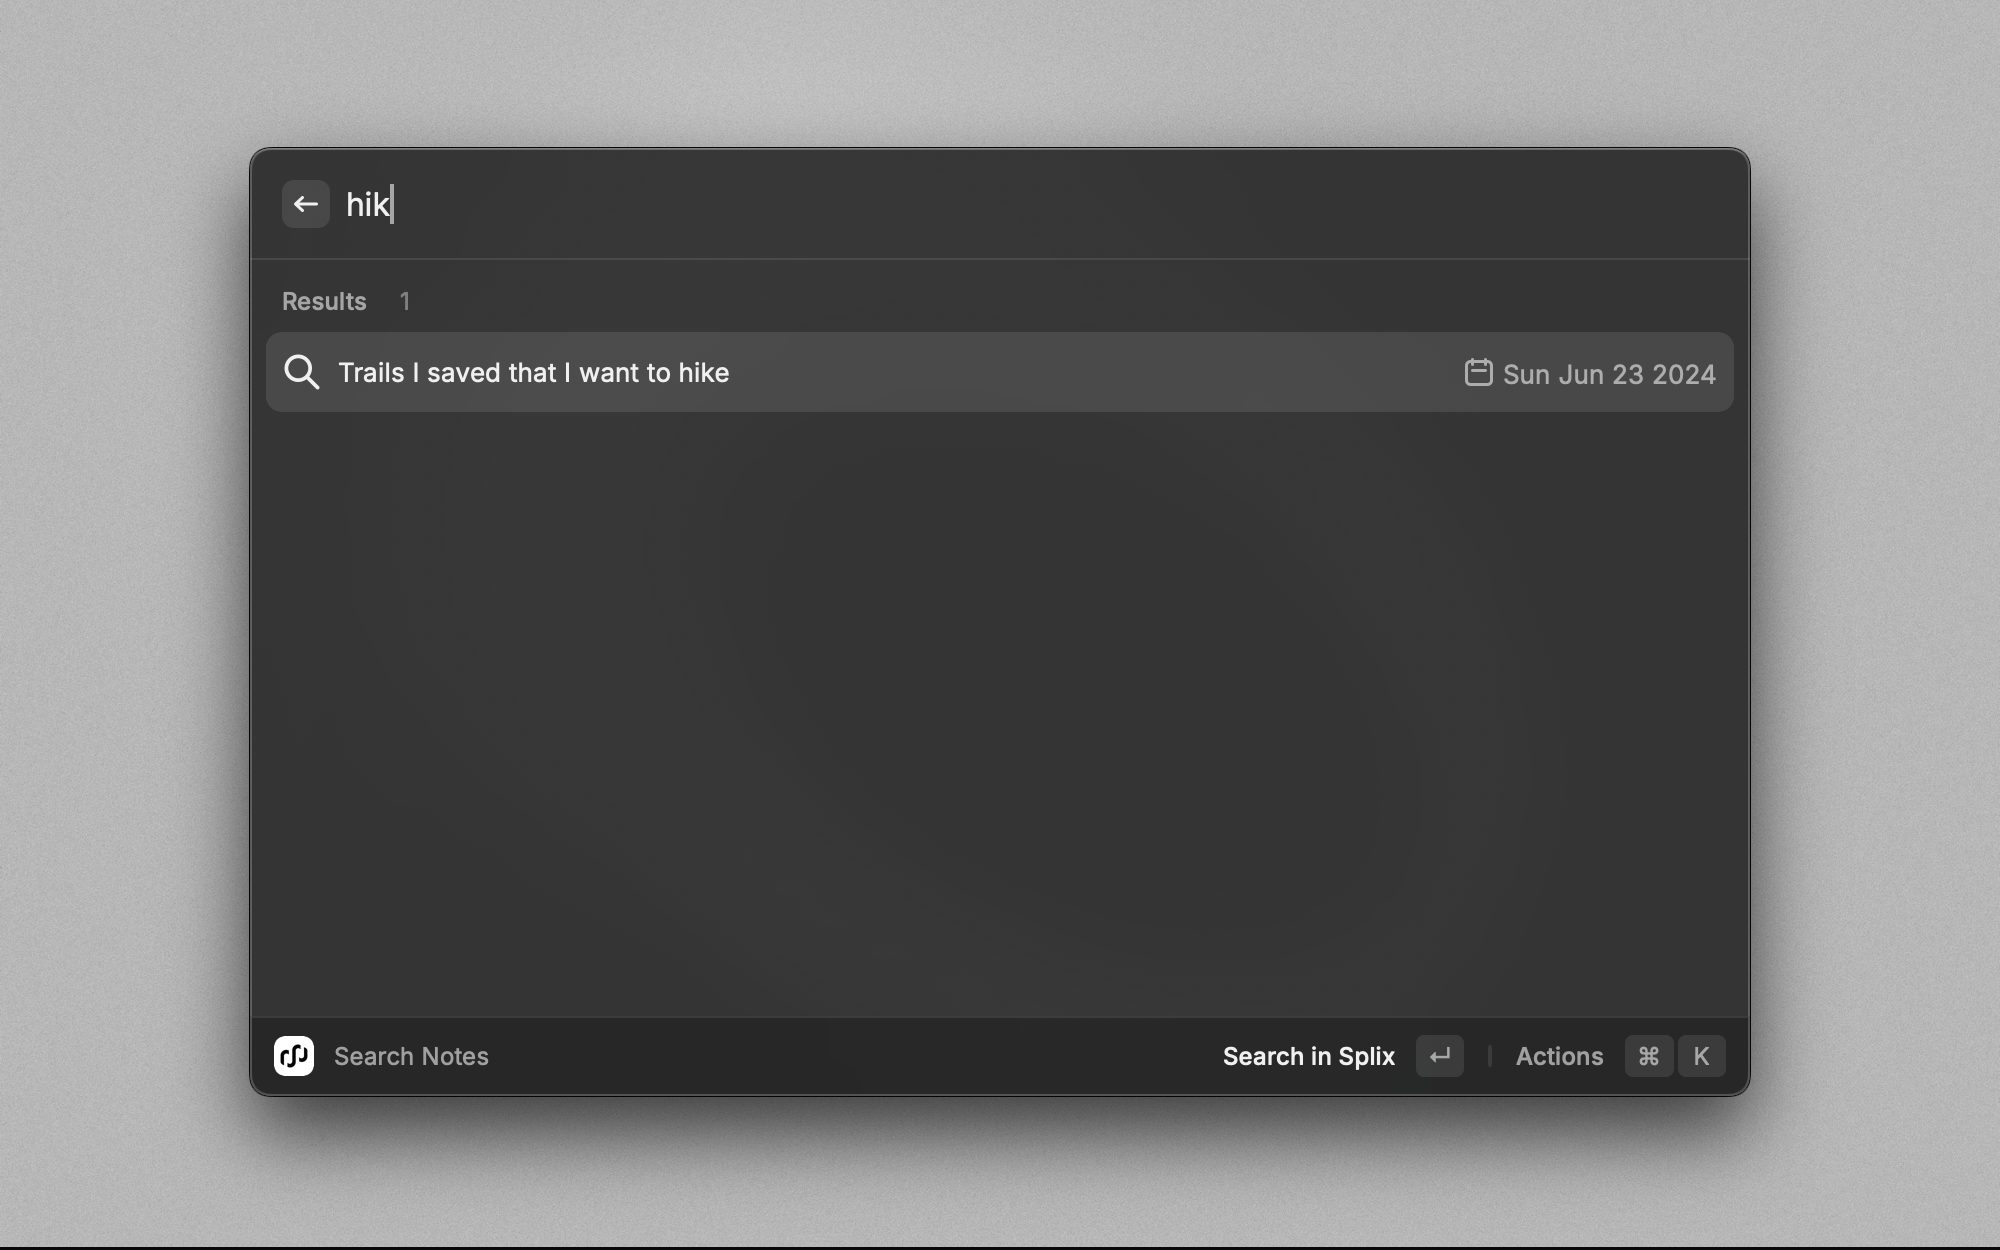 hik
Results 1
Trails I saved that I want to hike Sun Jun 23 2024
Search Notes Search in Splix ↵ Actions ⌘ K